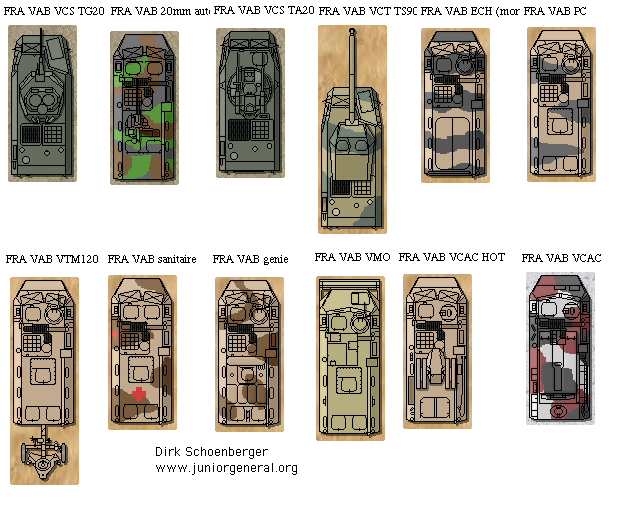 FRA VAB VCS TG20
FRA VAB 20mm aut
FRA VAB VCS TA20
FRA VAB VCT TS90
FRA VAB ECH (mor
FRA VAB PC
FRA VAB VTM120
FRA VAB sanitaire
FRA VAB genie
FRA VAB VMO
FRA VAB VCAC HOT
FRA VAB VCAC
Dirk Schoenberger
www.juniorgeneral.org